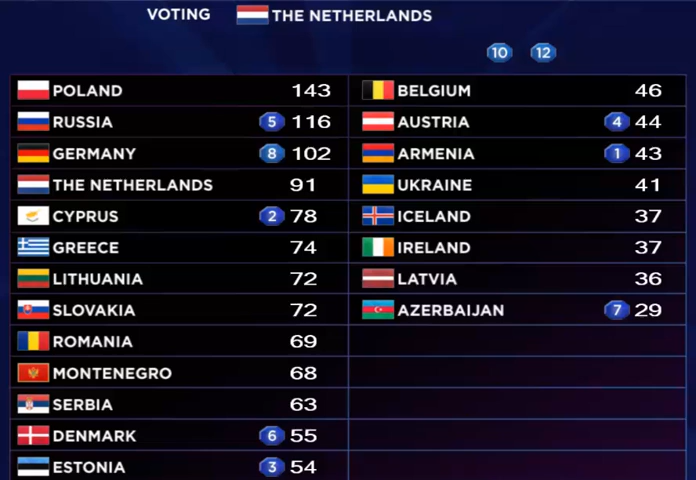 VOTING THE NETHERLANDS
10 12
POLAND 143
RUSSIA 5 116
GERMANY 8 102
THE NETHERLANDS 91
CYPRUS 2 78
GREECE 74
LITHUANIA 72
SLOVAKIA 72
ROMANIA 69
MONTENEGRO 68
SERBIA 63
DENMARK 6 55
ESTONIA 3 54
BELGIUM 46
AUSTRIA 4 44
ARMENIA 1 43
UKRAINE 41
ICELAND 37
IRELAND 37
LATVIA 36
AZERBAIJAN 7 29